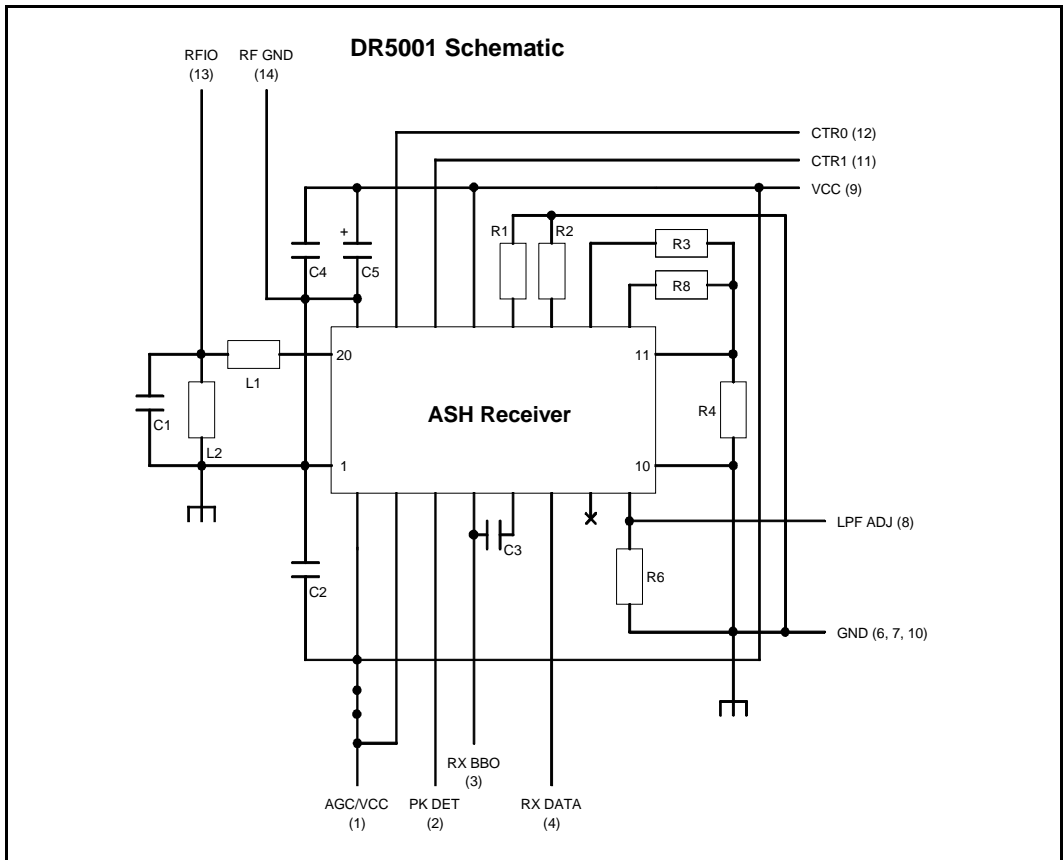 DR5001 Schematic
RFIO
(13)
RF GND
(14)
CTR0 (12)
CTR1 (11)
VCC (9)
R1
R2
R3
+
C4
C5
R8
20
11
L1
C1
ASH Receiver
R4
L2
1
10
LPF ADJ (8)
C3
C2
R6
GND (6, 7, 10)
RX BBO
(3)
AGC/VCC
(1)
PK DET
(2)
RX DATA
(4)